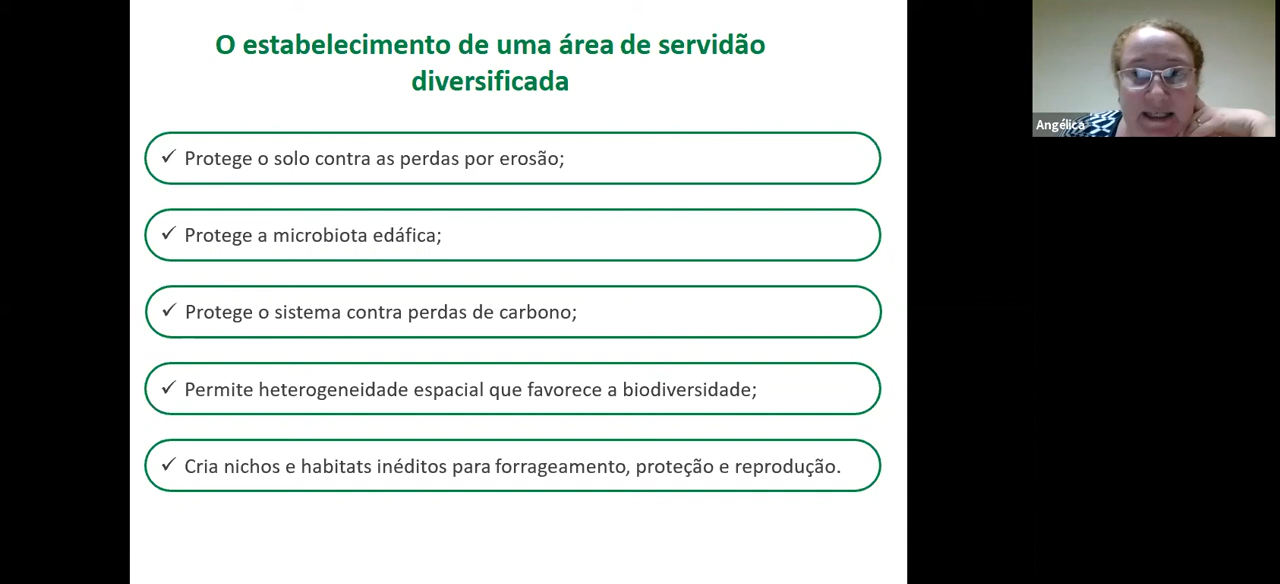 O estabelecimento de uma área de servidão
diversificada
✓ Protege o solo contra as perdas por erosão;
✓ Protege a microbiota edáfica;
✓ Protege o sistema contra perdas de carbono;
✓ Permite heterogeneidade espacial que favorece a biodiversidade;
✓ Cria nichos e habitats inéditos para forrageamento, proteção e reprodução.
Angélica